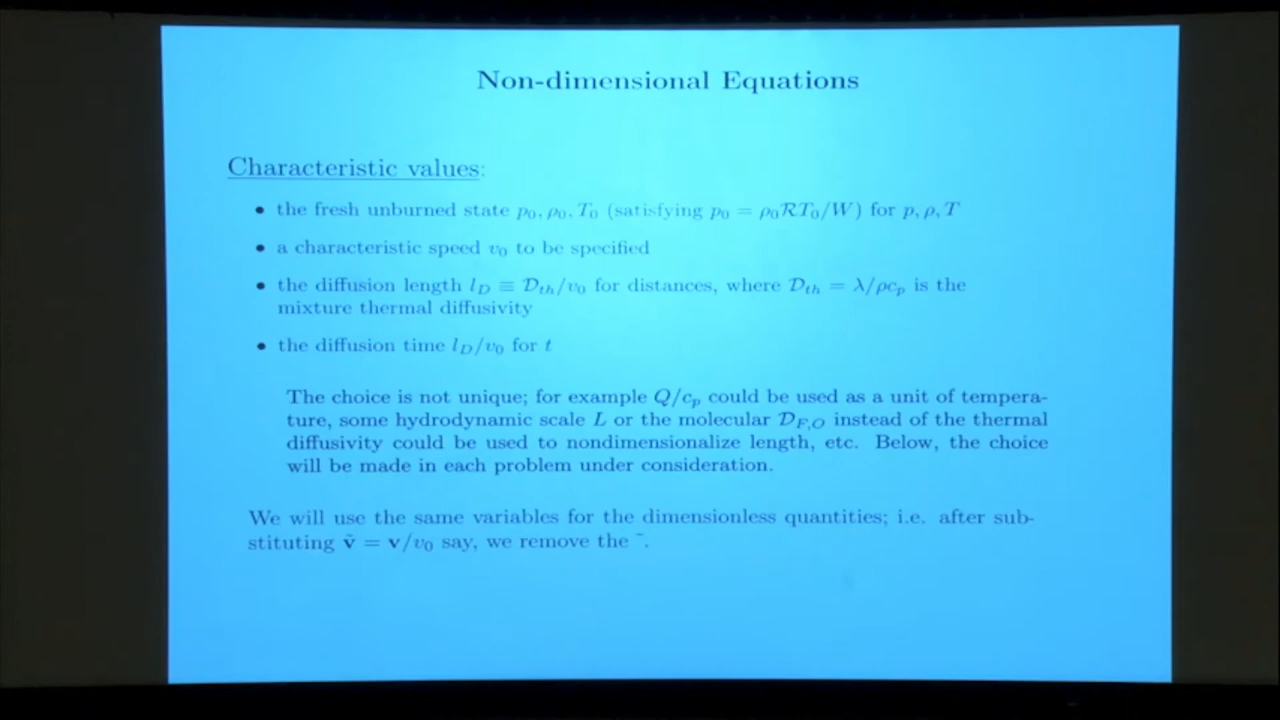 Non-dimensional Equations
Characteristic values:
• the fresh unburned state p₀, ρ₀, T₀ (satisfying p₀ = ρ₀ℛT₀/W) for p, ρ, T
• a characteristic speed v₀ to be specified
• the diffusion length l_D ≡ 𝒟_th/v₀ for distances, where 𝒟_th = λ/ρc_p is the
mixture thermal diffusivity
• the diffusion time l_D/v₀ for t
The choice is not unique; for example Q/c_p could be used as a unit of tempera-
ture, some hydrodynamic scale L or the molecular 𝒟_F,O instead of the thermal
diffusivity could be used to nondimensionalize length, etc. Below, the choice
will be made in each problem under consideration.
We will use the same variables for the dimensionless quantities; i.e. after sub-
stituting ṽ = v/v₀ say, we remove the ˜.